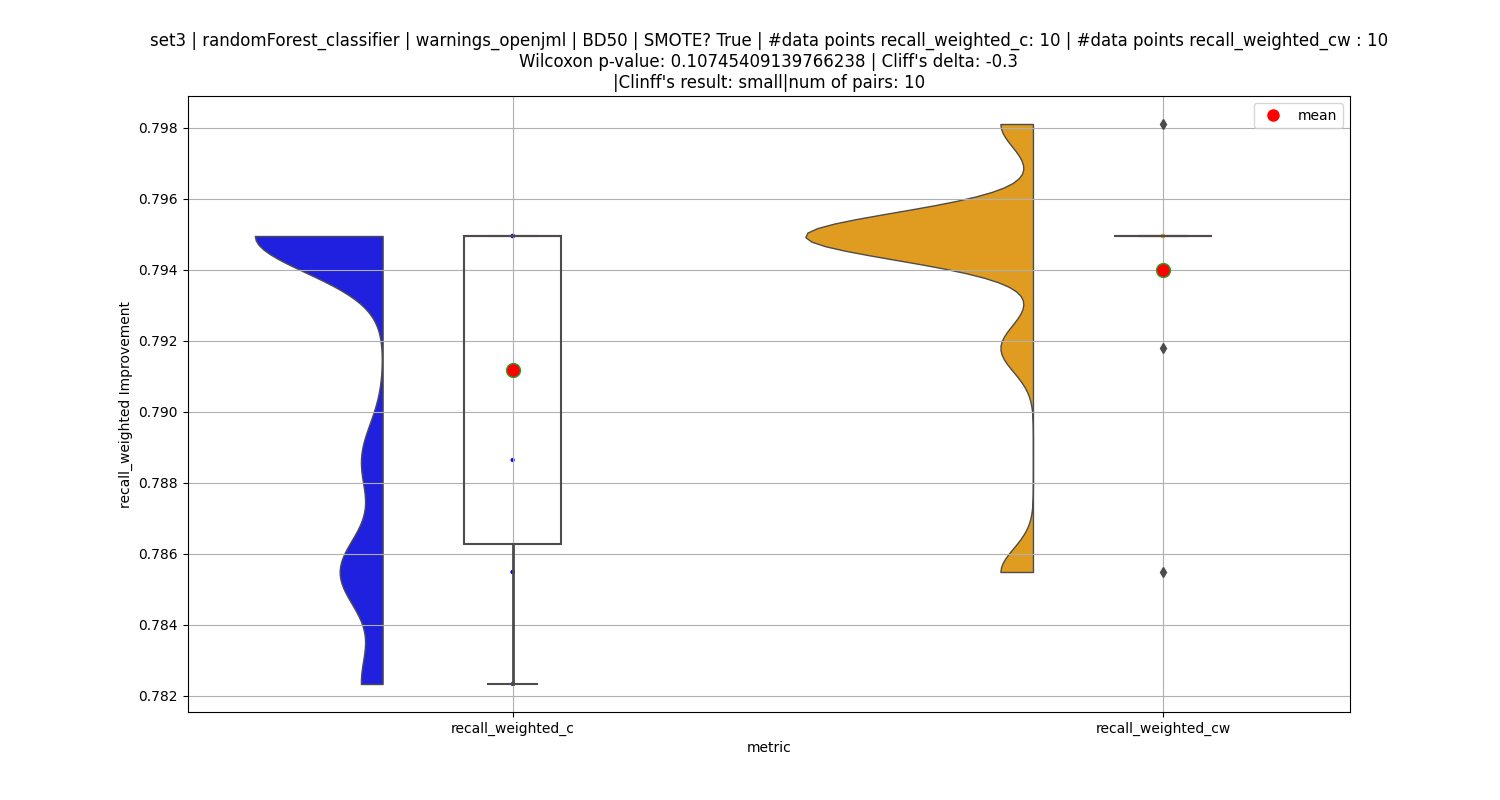 set3 | randomForest_classifier | warnings_openjml | BD50 | SMOTE? True | #data points recall_weighted_c: 10 | #data points recall_weighted_cw : 10
Wilcoxon p-value: 0.10745409139766238 | Cliff's delta: -0.3
|Clinff's result: small|num of pairs: 10
mean
0.798
0.796
0.794
0.792
0.790
0.788
0.786
0.784
0.782
recall_weighted Improvement
recall_weighted_c
recall_weighted_cw
metric